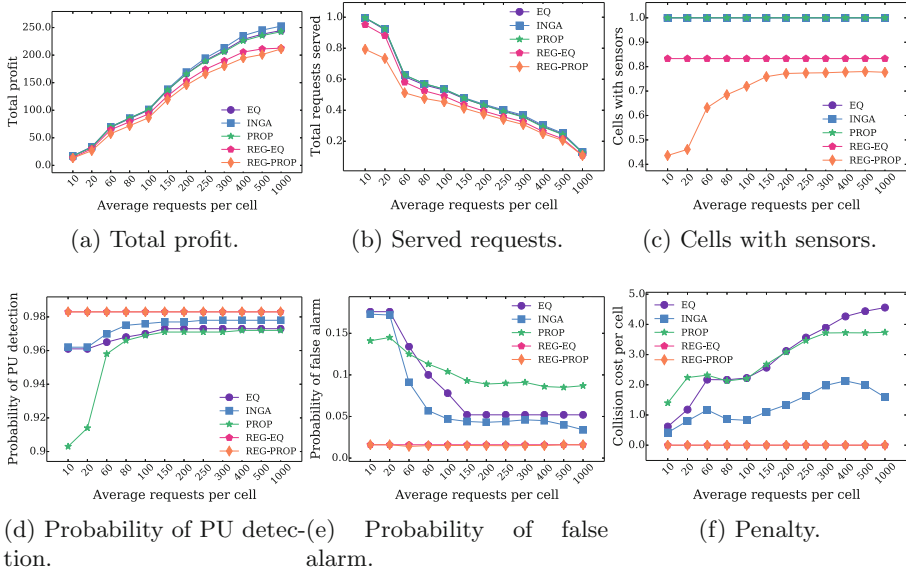 250.0
200.0
150.0
100.0
50.0
0.0
Total profit
EQ
INGA
PROP
REG-EQ
REG-PROP
10 20 60 80 100 150 200 250 300 400 500 1000
Average requests per cell
(a) Total profit.
1.0
0.8
0.6
0.4
0.2
Total requests served
EQ
INGA
PROP
REG-EQ
REG-PROP
10 20 60 80 100 150 200 250 300 400 500 1000
Average requests per cell
(b) Served requests.
1.0
0.9
0.8
0.7
0.6
0.5
0.4
Cells with sensors
EQ
INGA
PROP
REG-EQ
REG-PROP
10 20 60 80 100 150 200 250 300 400 500 1000
Average requests per cell
(c) Cells with sensors.
0.98
0.96
0.94
0.92
0.9
Probability of PU detection
EQ
INGA
PROP
REG-EQ
REG-PROP
10 20 60 80 100 150 200 250 300 400 500 1000
Average requests per cell
(d) Probability of PU detec-
tion.
0.15
0.1
0.05
0.0
Probability of false alarm
EQ
INGA
PROP
REG-EQ
REG-PROP
10 20 60 80 100 150 200 250 300 400 500 1000
Average requests per cell
(e) Probability of false
alarm.
5.0
4.0
3.0
2.0
1.0
0.0
Collision cost per cell
EQ
INGA
PROP
REG-EQ
REG-PROP
10 20 60 80 100 150 200 250 300 400 500 1000
Average requests per cell
(f) Penalty.